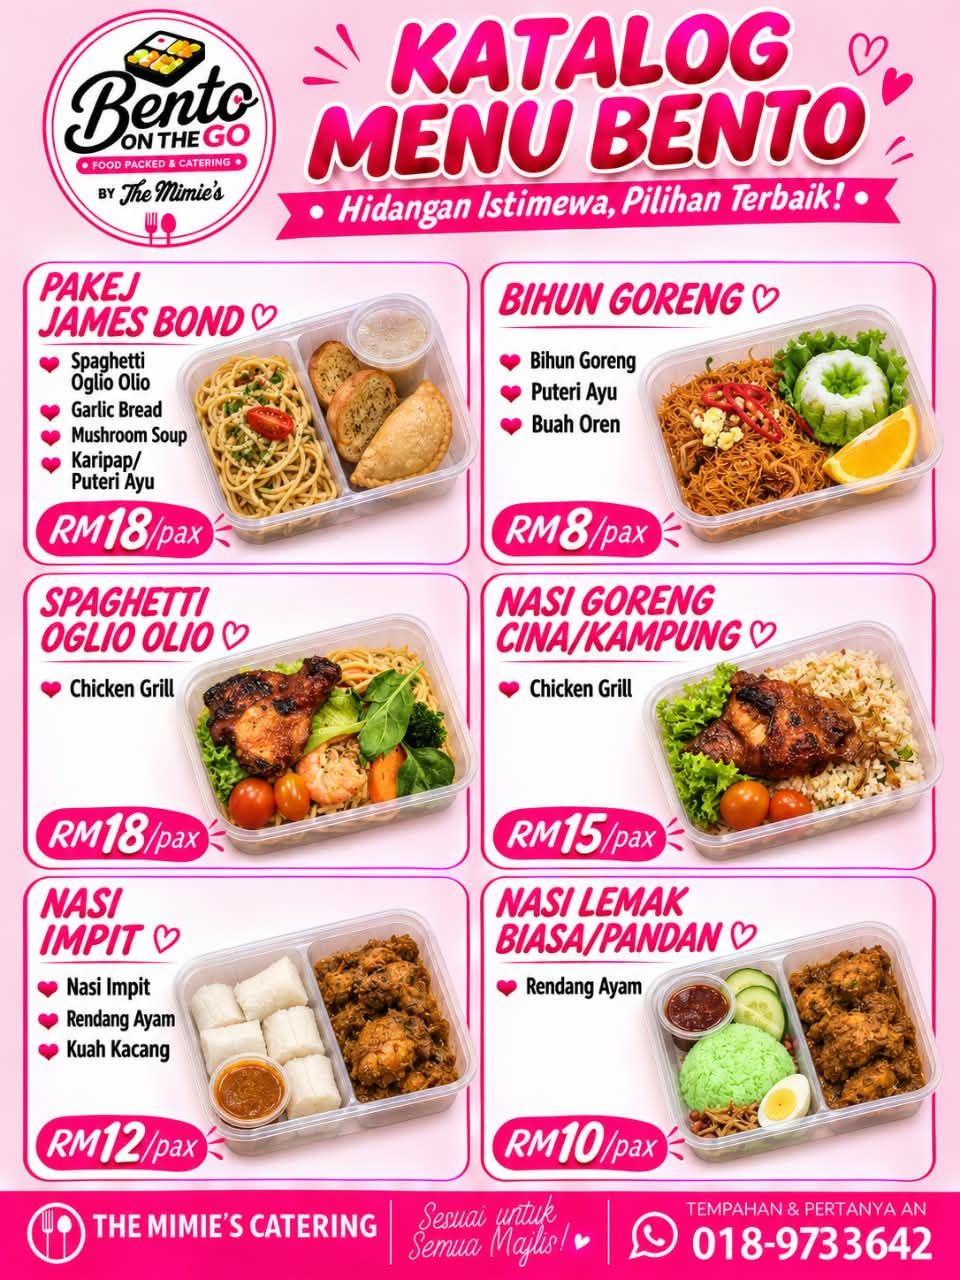 Bento
ON THE GO
• FOOD PACKED & CATERING •
BY The Mimie's
KATALOG
MENU BENTO
• Hidangan Istimewa, Pilihan Terbaik! •
PAKEJ
JAMES BOND
Spaghetti
Oglio Olio
Garlic Bread
Mushroom Soup
Karipap/
Puteri Ayu
RM18/pax
BIHUN GORENG
Bihun Goreng
Puteri Ayu
Buah Oren
RM8/pax
SPAGHETTI
OGLIO OLIO
Chicken Grill
RM18/pax
NASI GORENG
CINA/KAMPUNG
Chicken Grill
RM15/pax
NASI
IMPIT
Nasi Impit
Rendang Ayam
Kuah Kacang
RM12/pax
NASI LEMAK
BIASA/PANDAN
Rendang Ayam
RM10/pax
THE MIMIE'S CATERING
Sesuai untuk
Semua Majlis!
TEMPAHAN & PERTANYA AN
018-9733642